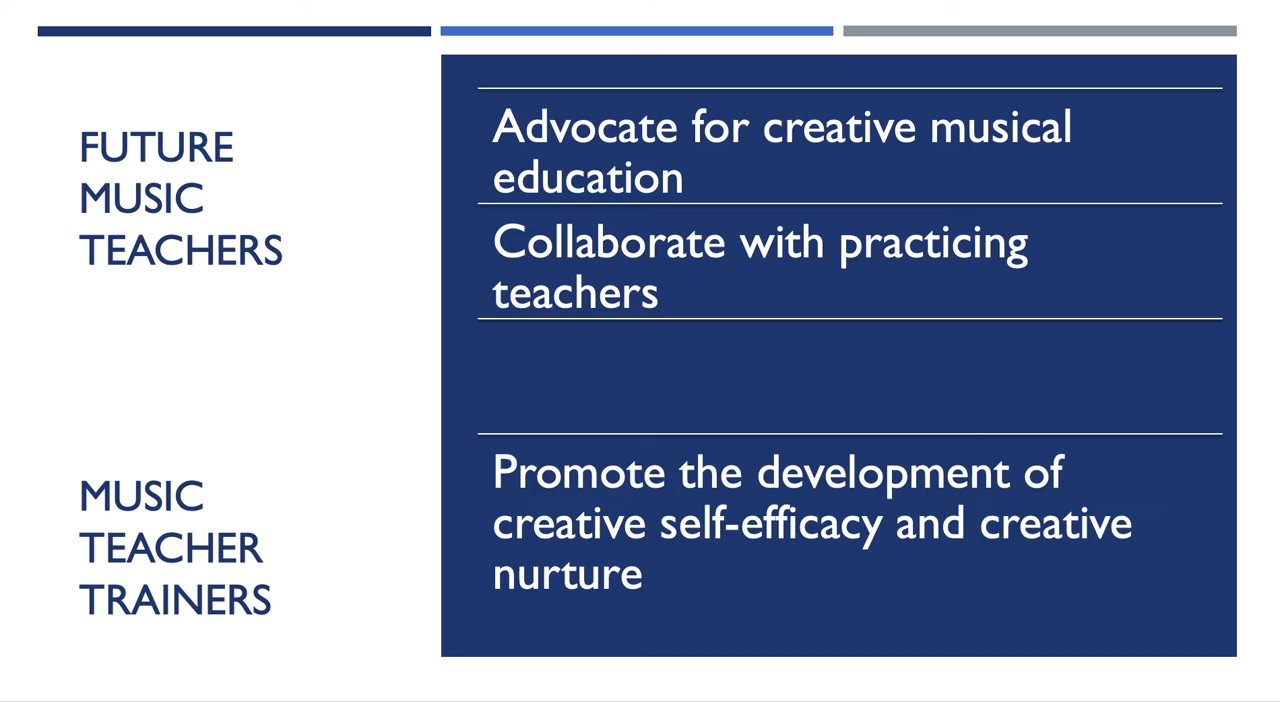 FUTURE
MUSIC
TEACHERS
Advocate for creative musical
education
Collaborate with practicing
teachers
MUSIC
TEACHER
TRAINERS
Promote the development of
creative self-efficacy and creative
nurture